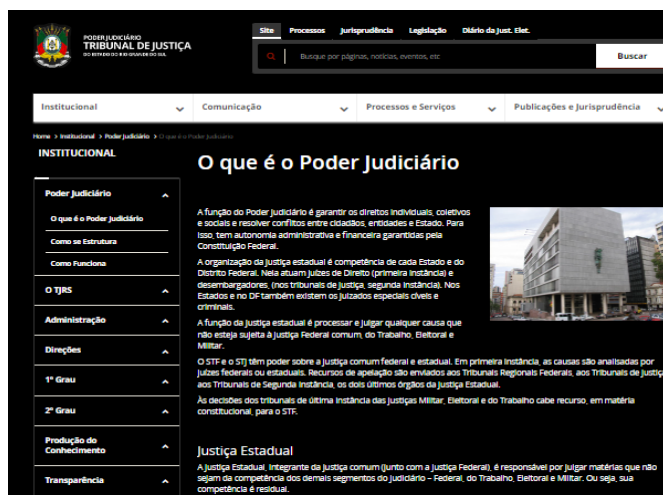 PODER JUDICIÁRIO
TRIBUNAL DE JUSTIÇA
DO ESTADO DO RIO GRANDE DO SUL
Site Processos Jurisprudência Legislação Diário da Just. Elet.
Busque por páginas, notícias, eventos, etc
Buscar
Institucional Comunicação Processos e Serviços Publicações e Jurisprudência
Home > Institucional > Poder Judiciário > O que é o Poder Judiciário
INSTITUCIONAL
Poder Judiciário
O que é o Poder Judiciário
Como se Estrutura
Como Funciona
O TJRS
Administração
Direções
1º Grau
2º Grau
Produção do
Conhecimento
Transparência
O que é o Poder Judiciário
A função do Poder Judiciário é garantir os direitos individuais, coletivos
e sociais e resolver conflitos entre cidadãos, entidades e Estado. Para
isso, tem autonomia administrativa e financeira garantidas pela
Constituição Federal.
A organização da Justiça estadual é competência de cada Estado e do
Distrito Federal. Nela atuam Juízes de Direito (primeira instância) e
desembargadores, (nos tribunais de Justiça, segunda instância). Nos
Estados e no DF também existem os Juizados especiais cíveis e
criminais.
A função da Justiça estadual é processar e julgar qualquer causa que
não esteja sujeita à Justiça Federal comum, do Trabalho, Eleitoral e
Militar.
O STF e o STJ têm poder sobre a Justiça comum federal e estadual. Em primeira instância, as causas são analisadas por
juízes federais ou estaduais. Recursos de apelação são enviados aos Tribunais Regionais Federais, aos Tribunais de Justiça
aos Tribunais de Segunda Instância, os dois últimos órgãos da Justiça Estadual.
Às decisões dos tribunais de última instância das Justiças Militar, Eleitoral e do Trabalho cabe recurso, em matéria
constitucional, para o STF.
Justiça Estadual
A Justiça Estadual, integrante da Justiça comum (junto com a Justiça Federal), é responsável por julgar matérias que não
sejam da competência dos demais segmentos do Judiciário – Federal, do Trabalho, Eleitoral e Militar. Ou seja, sua
competência é residual.